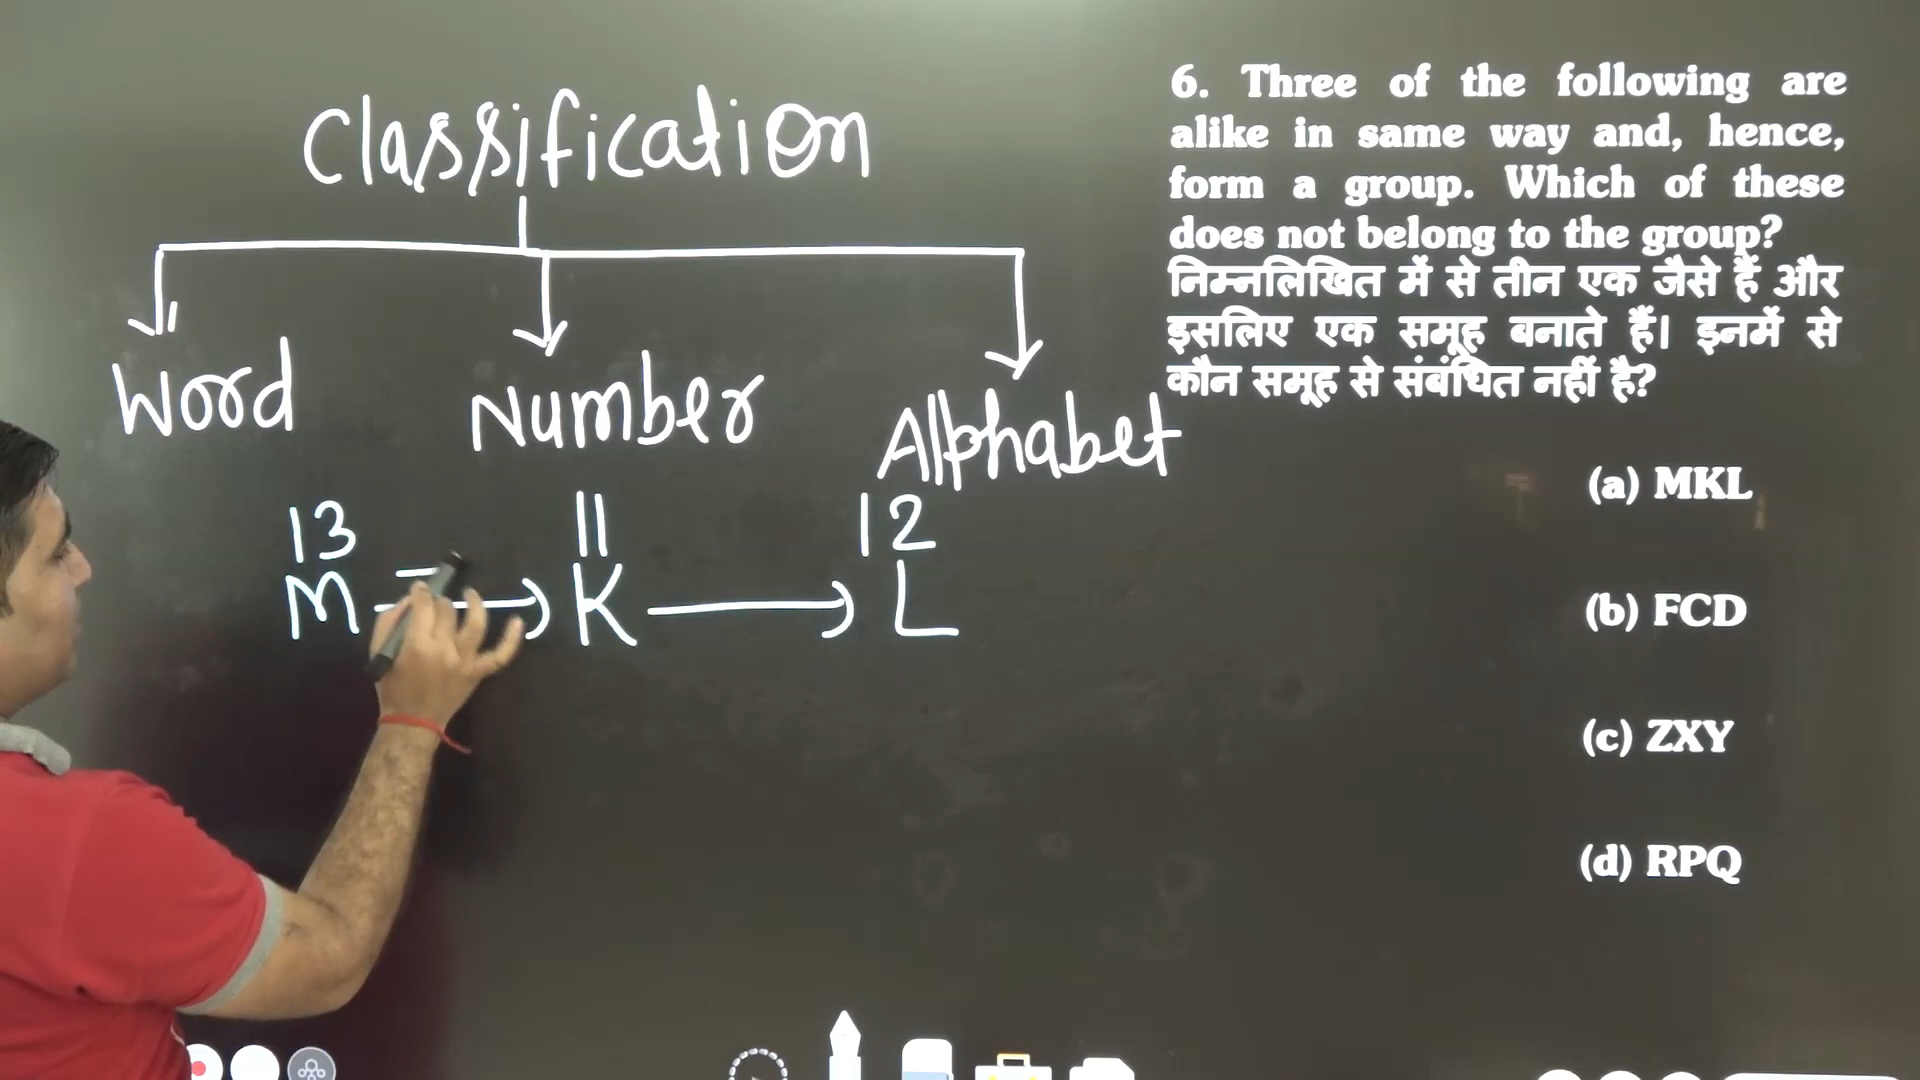 Classification
Word
Number
Alphabet
13 11 12
M → K → L
6. Three of the following are
alike in same way and, hence,
form a group. Which of these
does not belong to the group?
निम्नलिखित में से तीन एक जैसे हैं और
इसलिए एक समूह बनाते हैं। इनमें से
कौन समूह से संबंधित नहीं है?
(a) MKL
(b) FCD
(c) ZXY
(d) RPQ